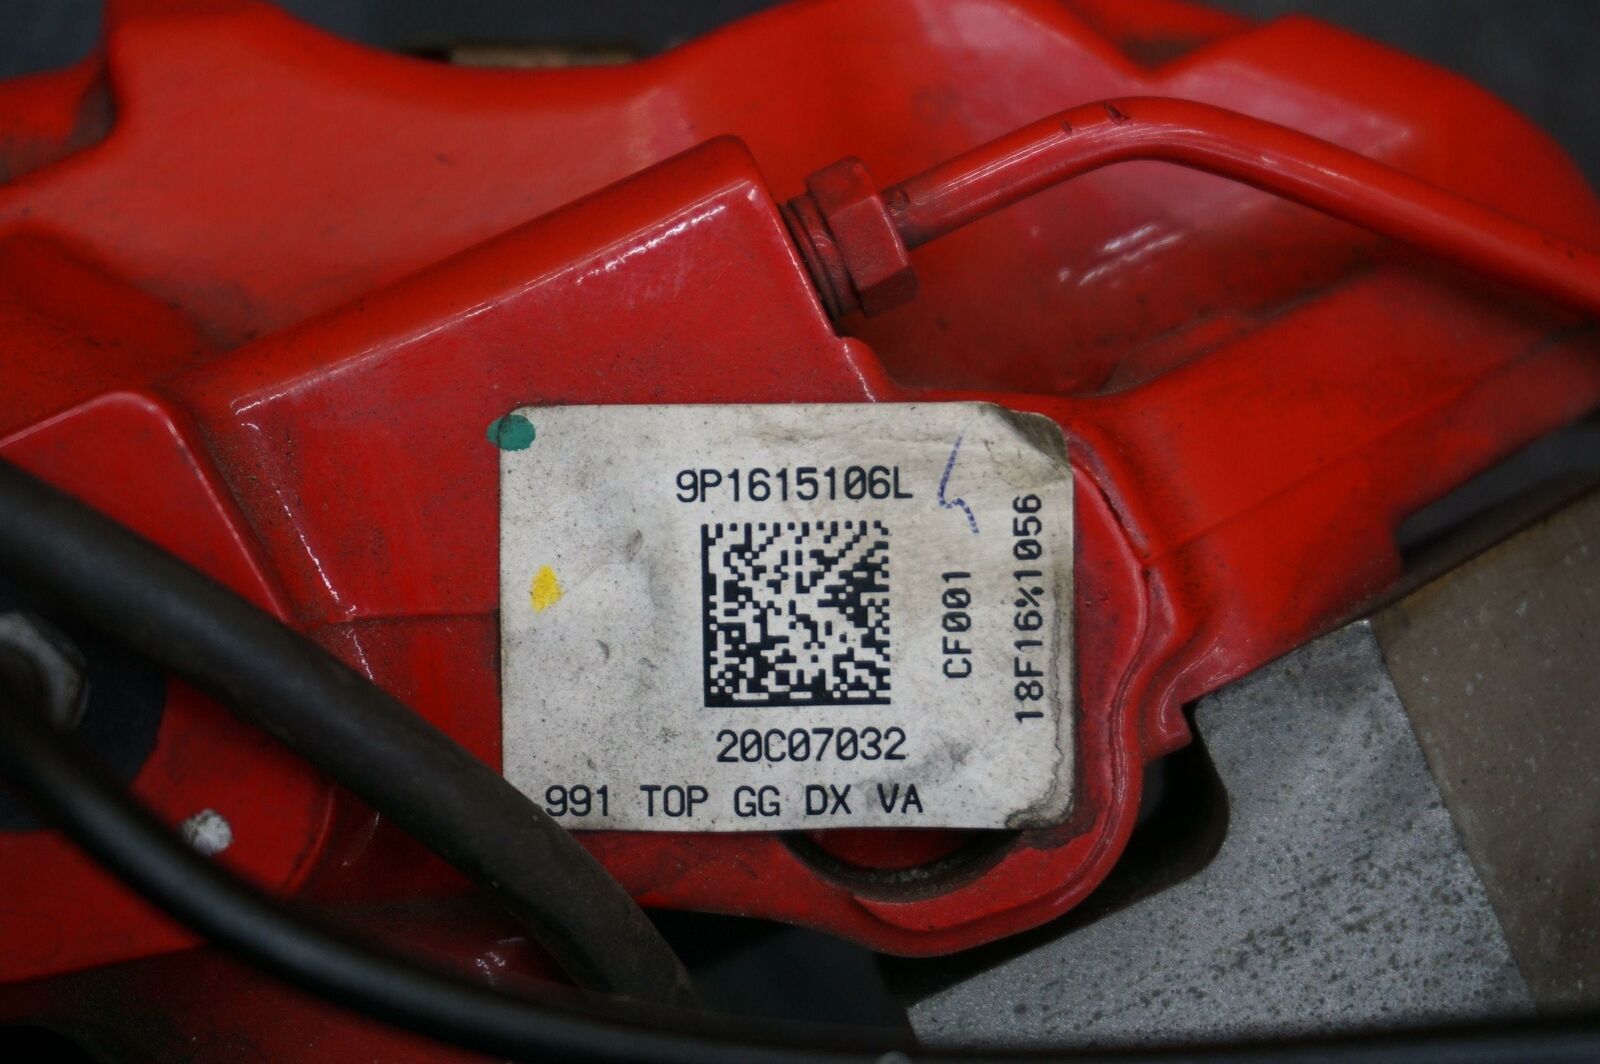 9P1615106L
20C07032
991 TOP GG DX VA
CF001
18F16%1056